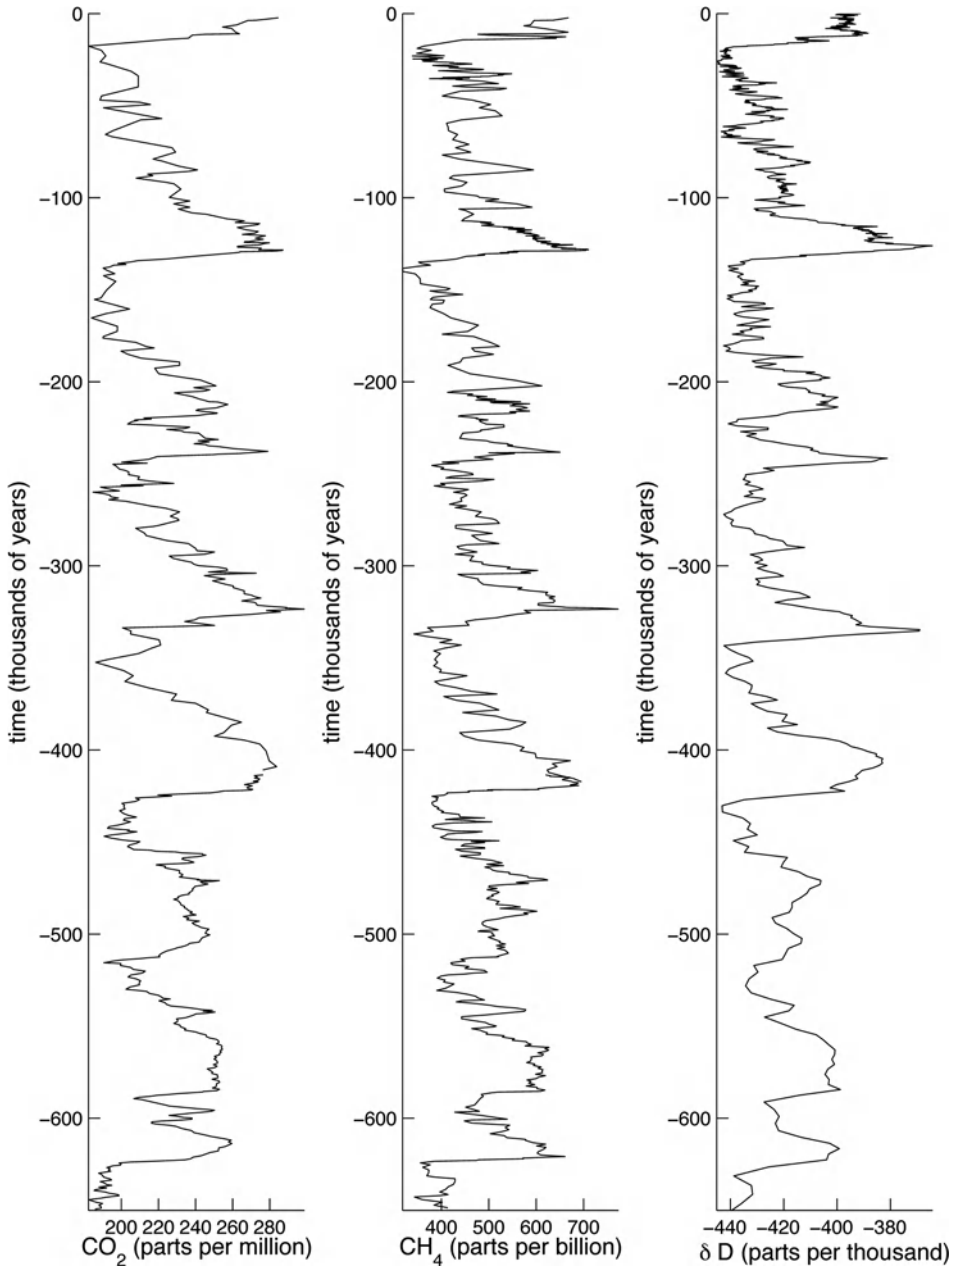 0
−100
−200
−300
−400
−500
−600
time (thousands of years)
200 220 240 260 280
CO2 (parts per million)
0
−100
−200
−300
−400
−500
−600
time (thousands of years)
400 500 600 700
CH4 (parts per billion)
0
−100
−200
−300
−400
−500
−600
time (thousands of years)
−440 −420 −400 −380
δ D (parts per thousand)